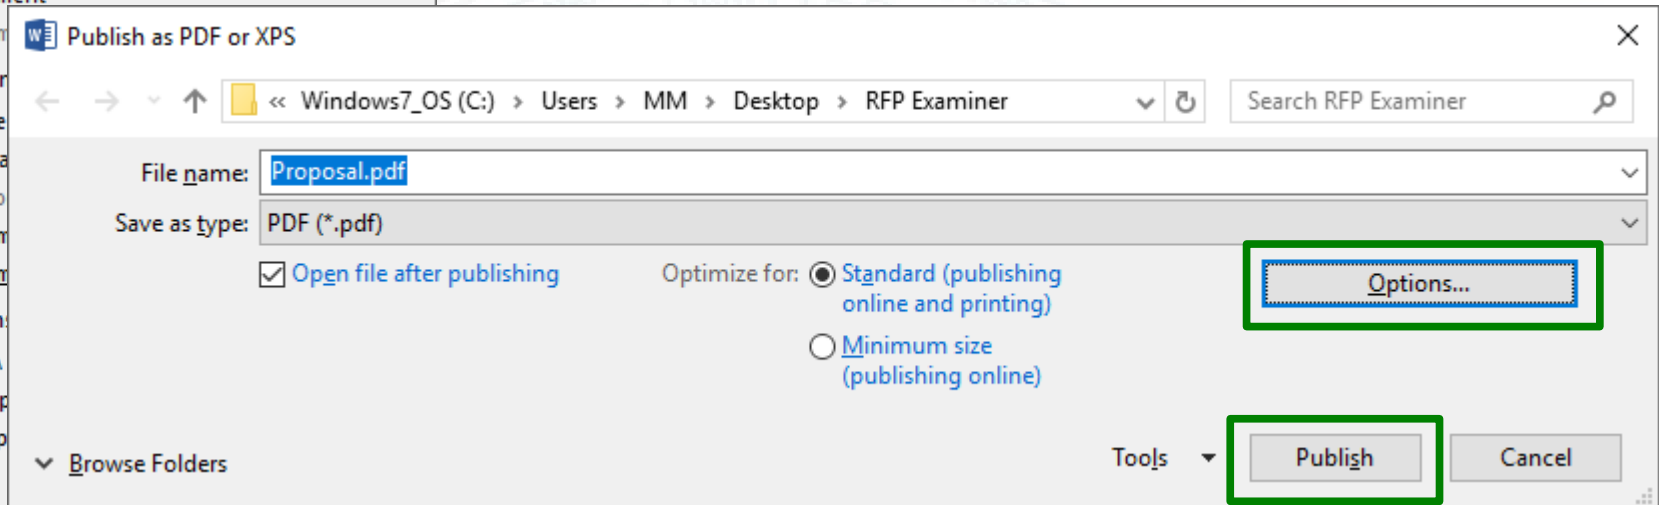 Publish as PDF or XPS
« Windows7_OS (C:) › Users › MM › Desktop › RFP Examiner
Search RFP Examiner
File name: Proposal.pdf
Save as type: PDF (*.pdf)
Open file after publishing
Optimize for: Standard (publishing
online and printing)
Options...
Minimum size
(publishing online)
Browse Folders
Tools
Publish
Cancel